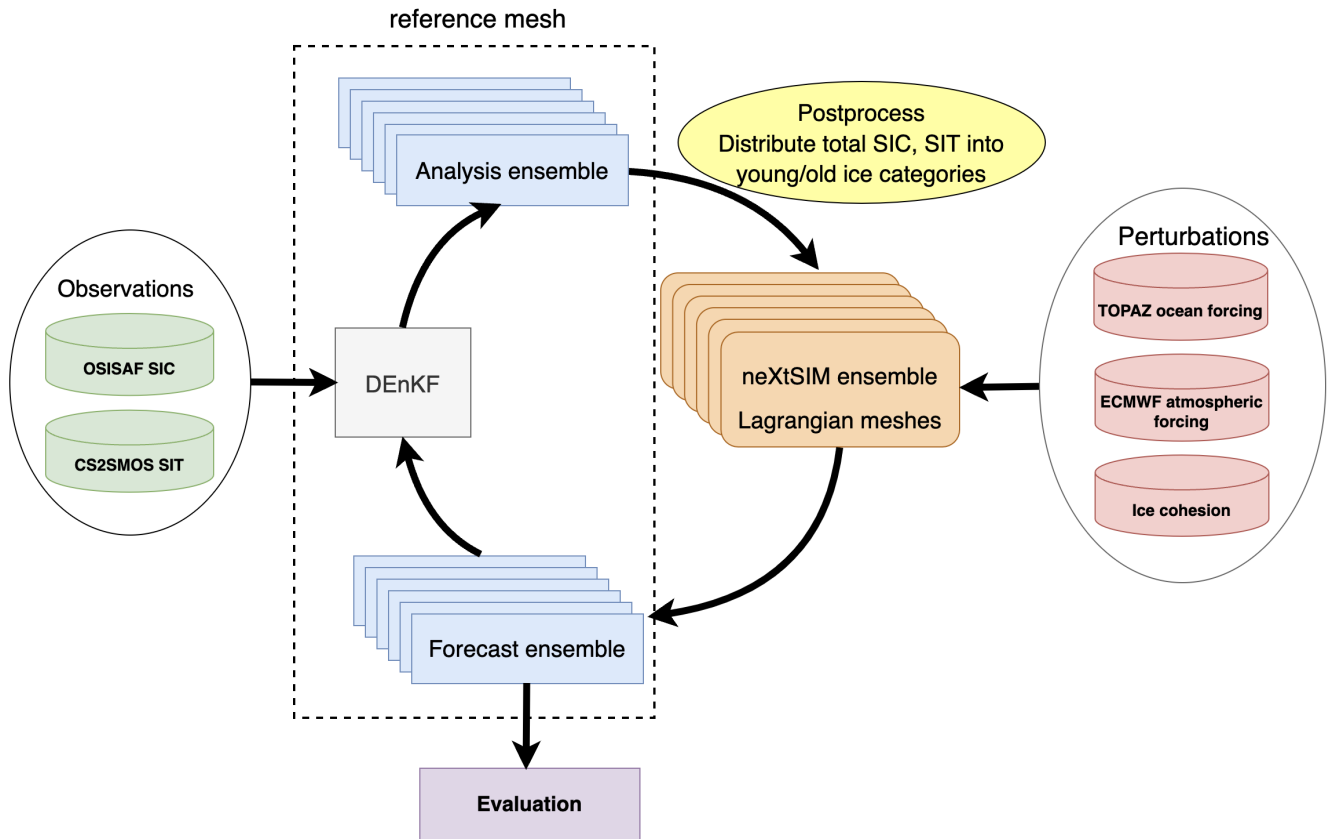 reference mesh
Analysis ensemble
Postprocess
Distribute total SIC, SIT into
young/old ice categories
Observations
OSISAF SIC
CS2SMOS SIT
DEnKF
neXtSIM ensemble
Lagrangian meshes
Perturbations
TOPAZ ocean forcing
ECMWF atmospheric
forcing
Ice cohesion
Forecast ensemble
Evaluation